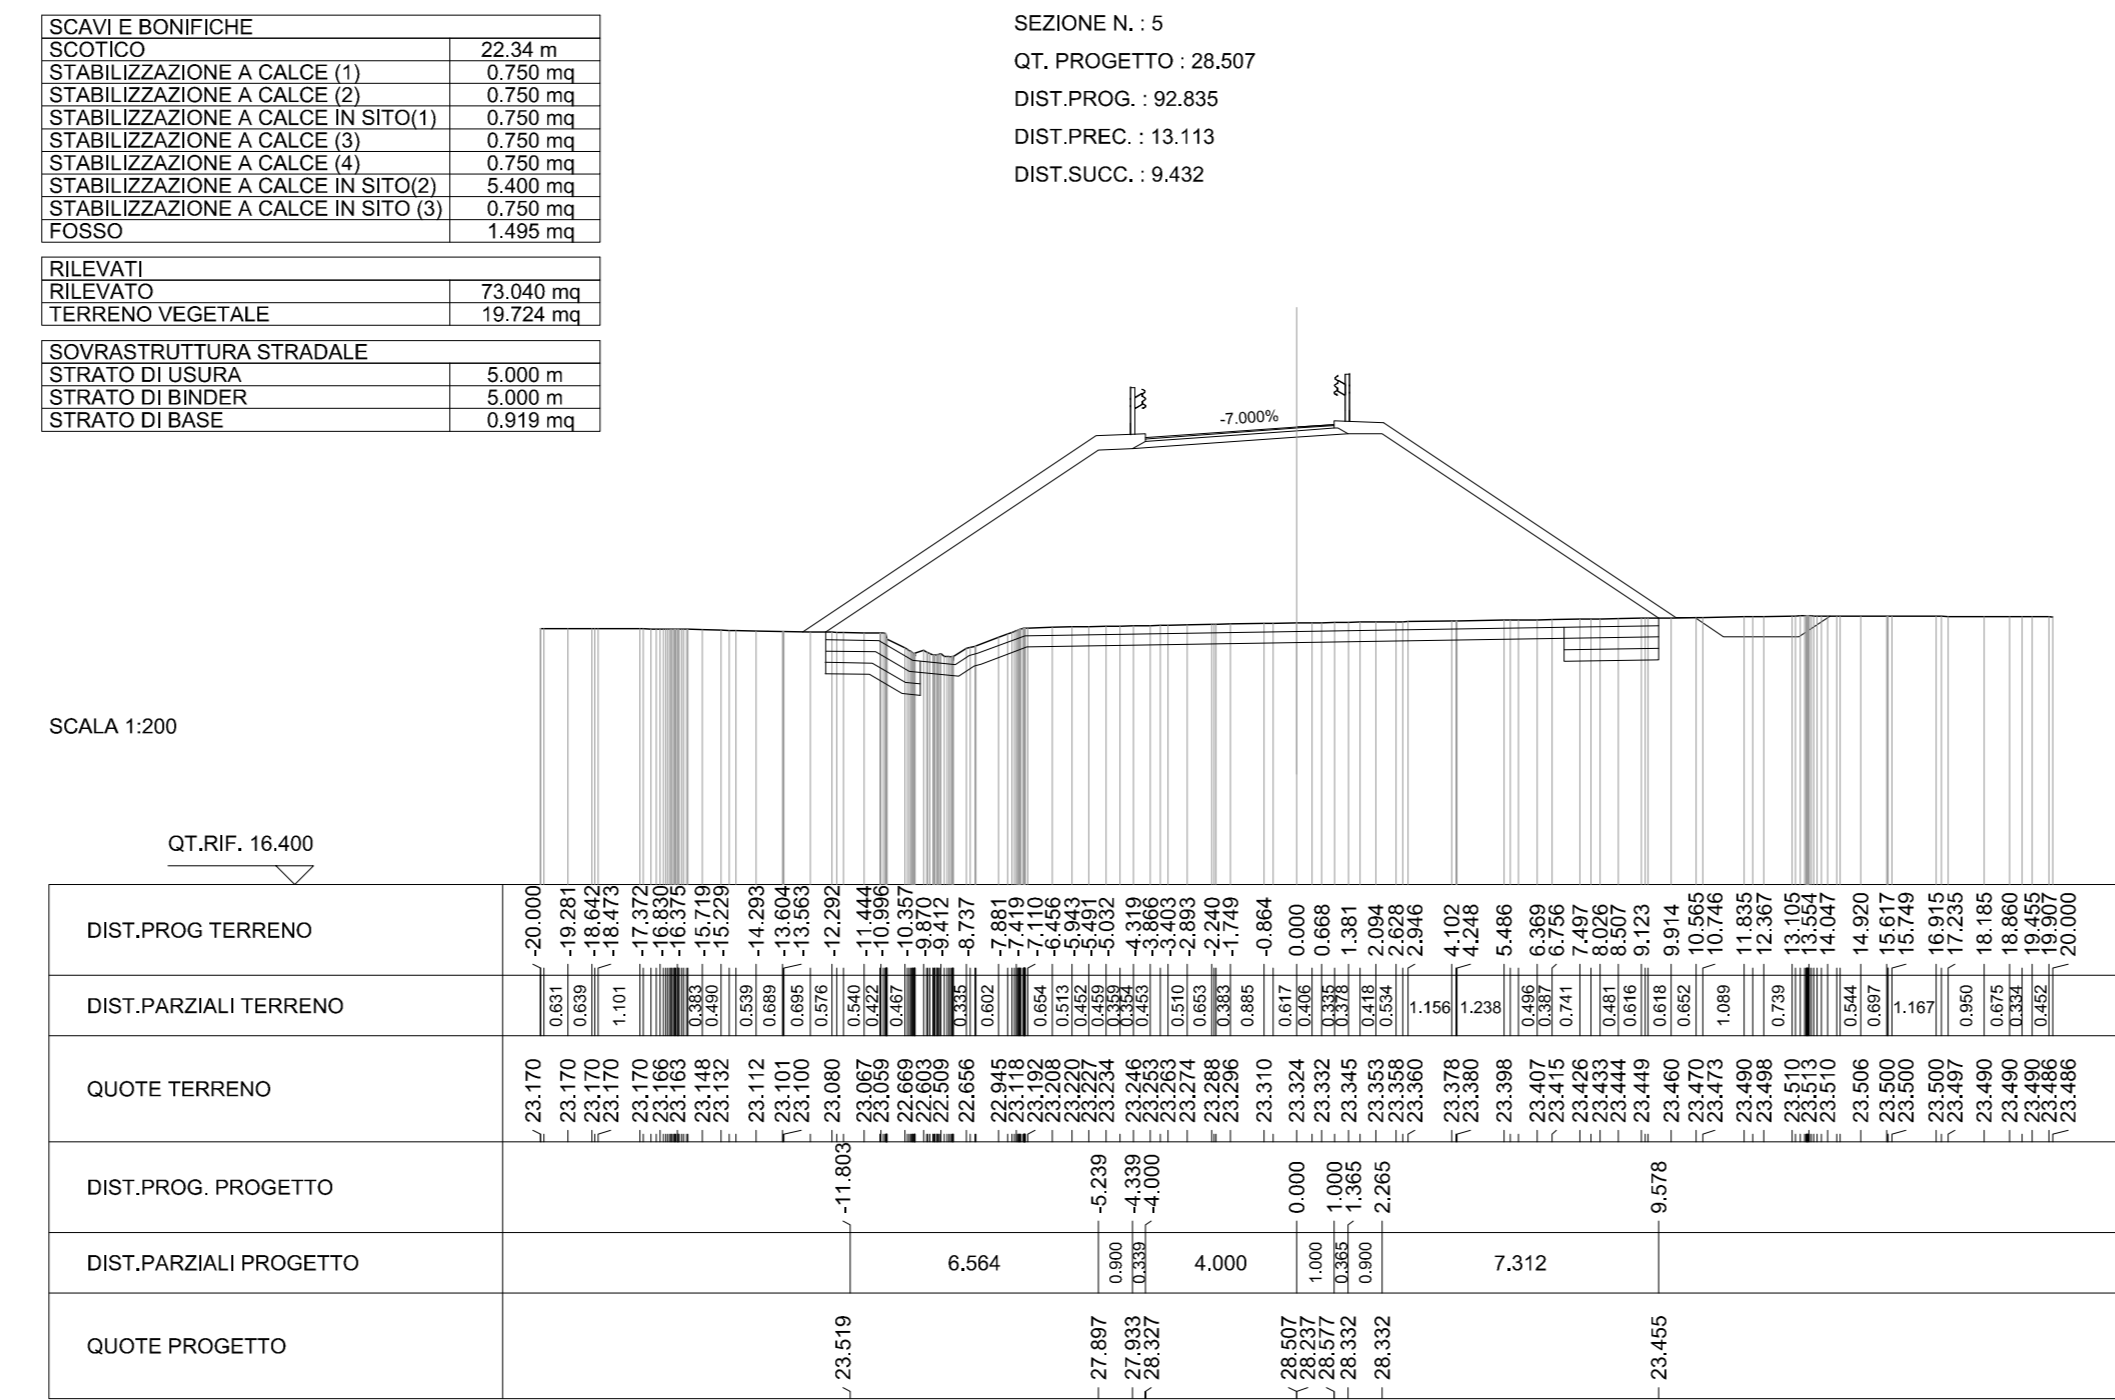 SCAVI E BONIFICHE
SCOTICO 22.34 m
STABILIZZAZIONE A CALCE (1) 0.750 mq
STABILIZZAZIONE A CALCE (2) 0.750 mq
STABILIZZAZIONE A CALCE IN SITO(1) 0.750 mq
STABILIZZAZIONE A CALCE (3) 0.750 mq
STABILIZZAZIONE A CALCE (4) 0.750 mq
STABILIZZAZIONE A CALCE IN SITO(2) 5.400 mq
STABILIZZAZIONE A CALCE IN SITO (3) 0.750 mq
FOSSO 1.495 mq
RILEVATI
RILEVATO 73.040 mq
TERRENO VEGETALE 19.724 mq
SOVRASTRUTTURA STRADALE
STRATO DI USURA 5.000 m
STRATO DI BINDER 5.000 m
STRATO DI BASE 0.919 mq
SEZIONE N. : 5
QT. PROGETTO : 28.507
DIST.PROG. : 92.835
DIST.PREC. : 13.113
DIST.SUCC. : 9.432
-7.000%
SCALA 1:200
QT.RIF. 16.400
DIST.PROG TERRENO -20.000 -19.281 -18.642 -18.473 -17.372 -16.830 -16.375 -15.719 -15.229 -14.293 -13.604 -13.563 -12.292 -11.444 -10.996 -10.357 -9.870 -9.412 -8.737 -7.881 -7.419 -7.110 -6.456 -5.943 -5.491 -5.032 -4.319 -3.866 -3.403 -2.893 -2.240 -1.749 -0.864 0.000 0.668 1.381 2.094 2.628 2.946 4.102 4.248 5.486 6.369 6.756 7.497 8.026 8.507 9.123 9.914 10.565 10.746 11.835 12.367 13.105 13.554 14.047 14.920 15.617 15.749 16.915 17.235 18.185 18.860 19.455 19.907 20.000
DIST.PARZIALI TERRENO 0.631 0.639 1.101 0.383 0.490 0.539 0.689 0.695 0.576 0.540 0.422 0.467 0.335 0.602 0.654 0.513 0.452 0.459 0.359 0.354 0.453 0.510 0.653 0.383 0.885 0.617 0.406 0.335 0.378 0.418 0.534 1.156 1.238 0.496 0.387 0.741 0.481 0.616 0.618 0.652 1.089 0.739 0.544 0.697 1.167 0.950 0.675 0.334 0.452
QUOTE TERRENO 23.170 23.170 23.170 23.170 23.170 23.166 23.163 23.148 23.132 23.112 23.101 23.100 23.080 23.067 23.059 22.669 22.603 22.509 22.656 22.945 23.118 23.192 23.208 23.220 23.227 23.234 23.246 23.253 23.263 23.274 23.288 23.296 23.310 23.324 23.332 23.345 23.353 23.358 23.360 23.378 23.380 23.398 23.407 23.415 23.426 23.433 23.444 23.449 23.460 23.470 23.473 23.490 23.498 23.510 23.513 23.510 23.506 23.500 23.500 23.500 23.497 23.490 23.490 23.490 23.486 23.486
DIST.PROG. PROGETTO -11.803 -5.239 -4.339 -4.000 0.000 1.000 1.365 2.265 9.578
DIST.PARZIALI PROGETTO 6.564 0.900 0.339 4.000 1.000 0.365 0.900 7.312
QUOTE PROGETTO 23.519 27.897 27.933 28.327 28.507 28.237 28.577 28.332 28.332 23.455